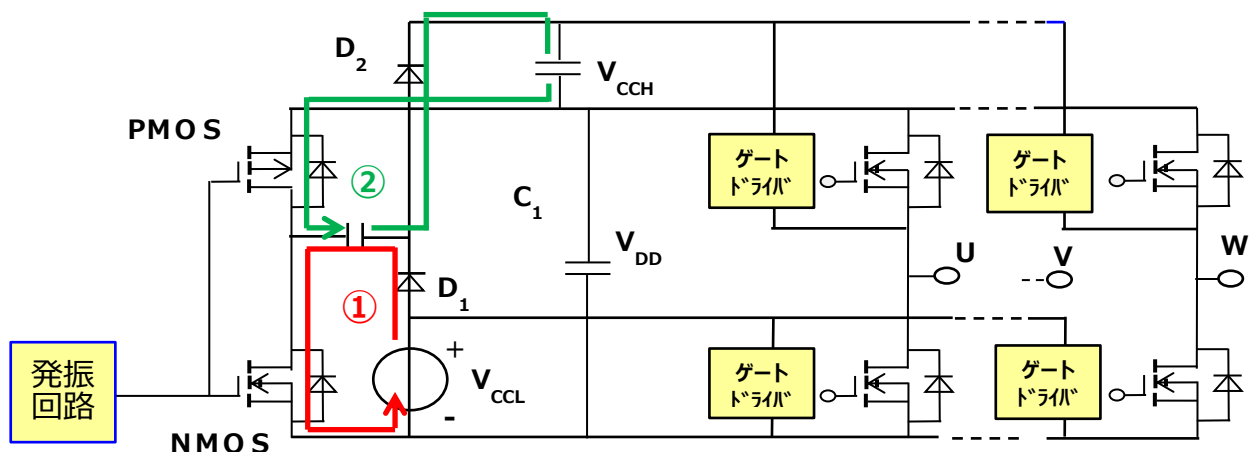 D2
VCCH
PMOS
ゲート
ドライバ
ゲート
ドライバ
②
C1
VDD
U
V
W
①
D1
発振
回路
+
VCCL
-
ゲート
ドライバ
ゲート
ドライバ
NMOS